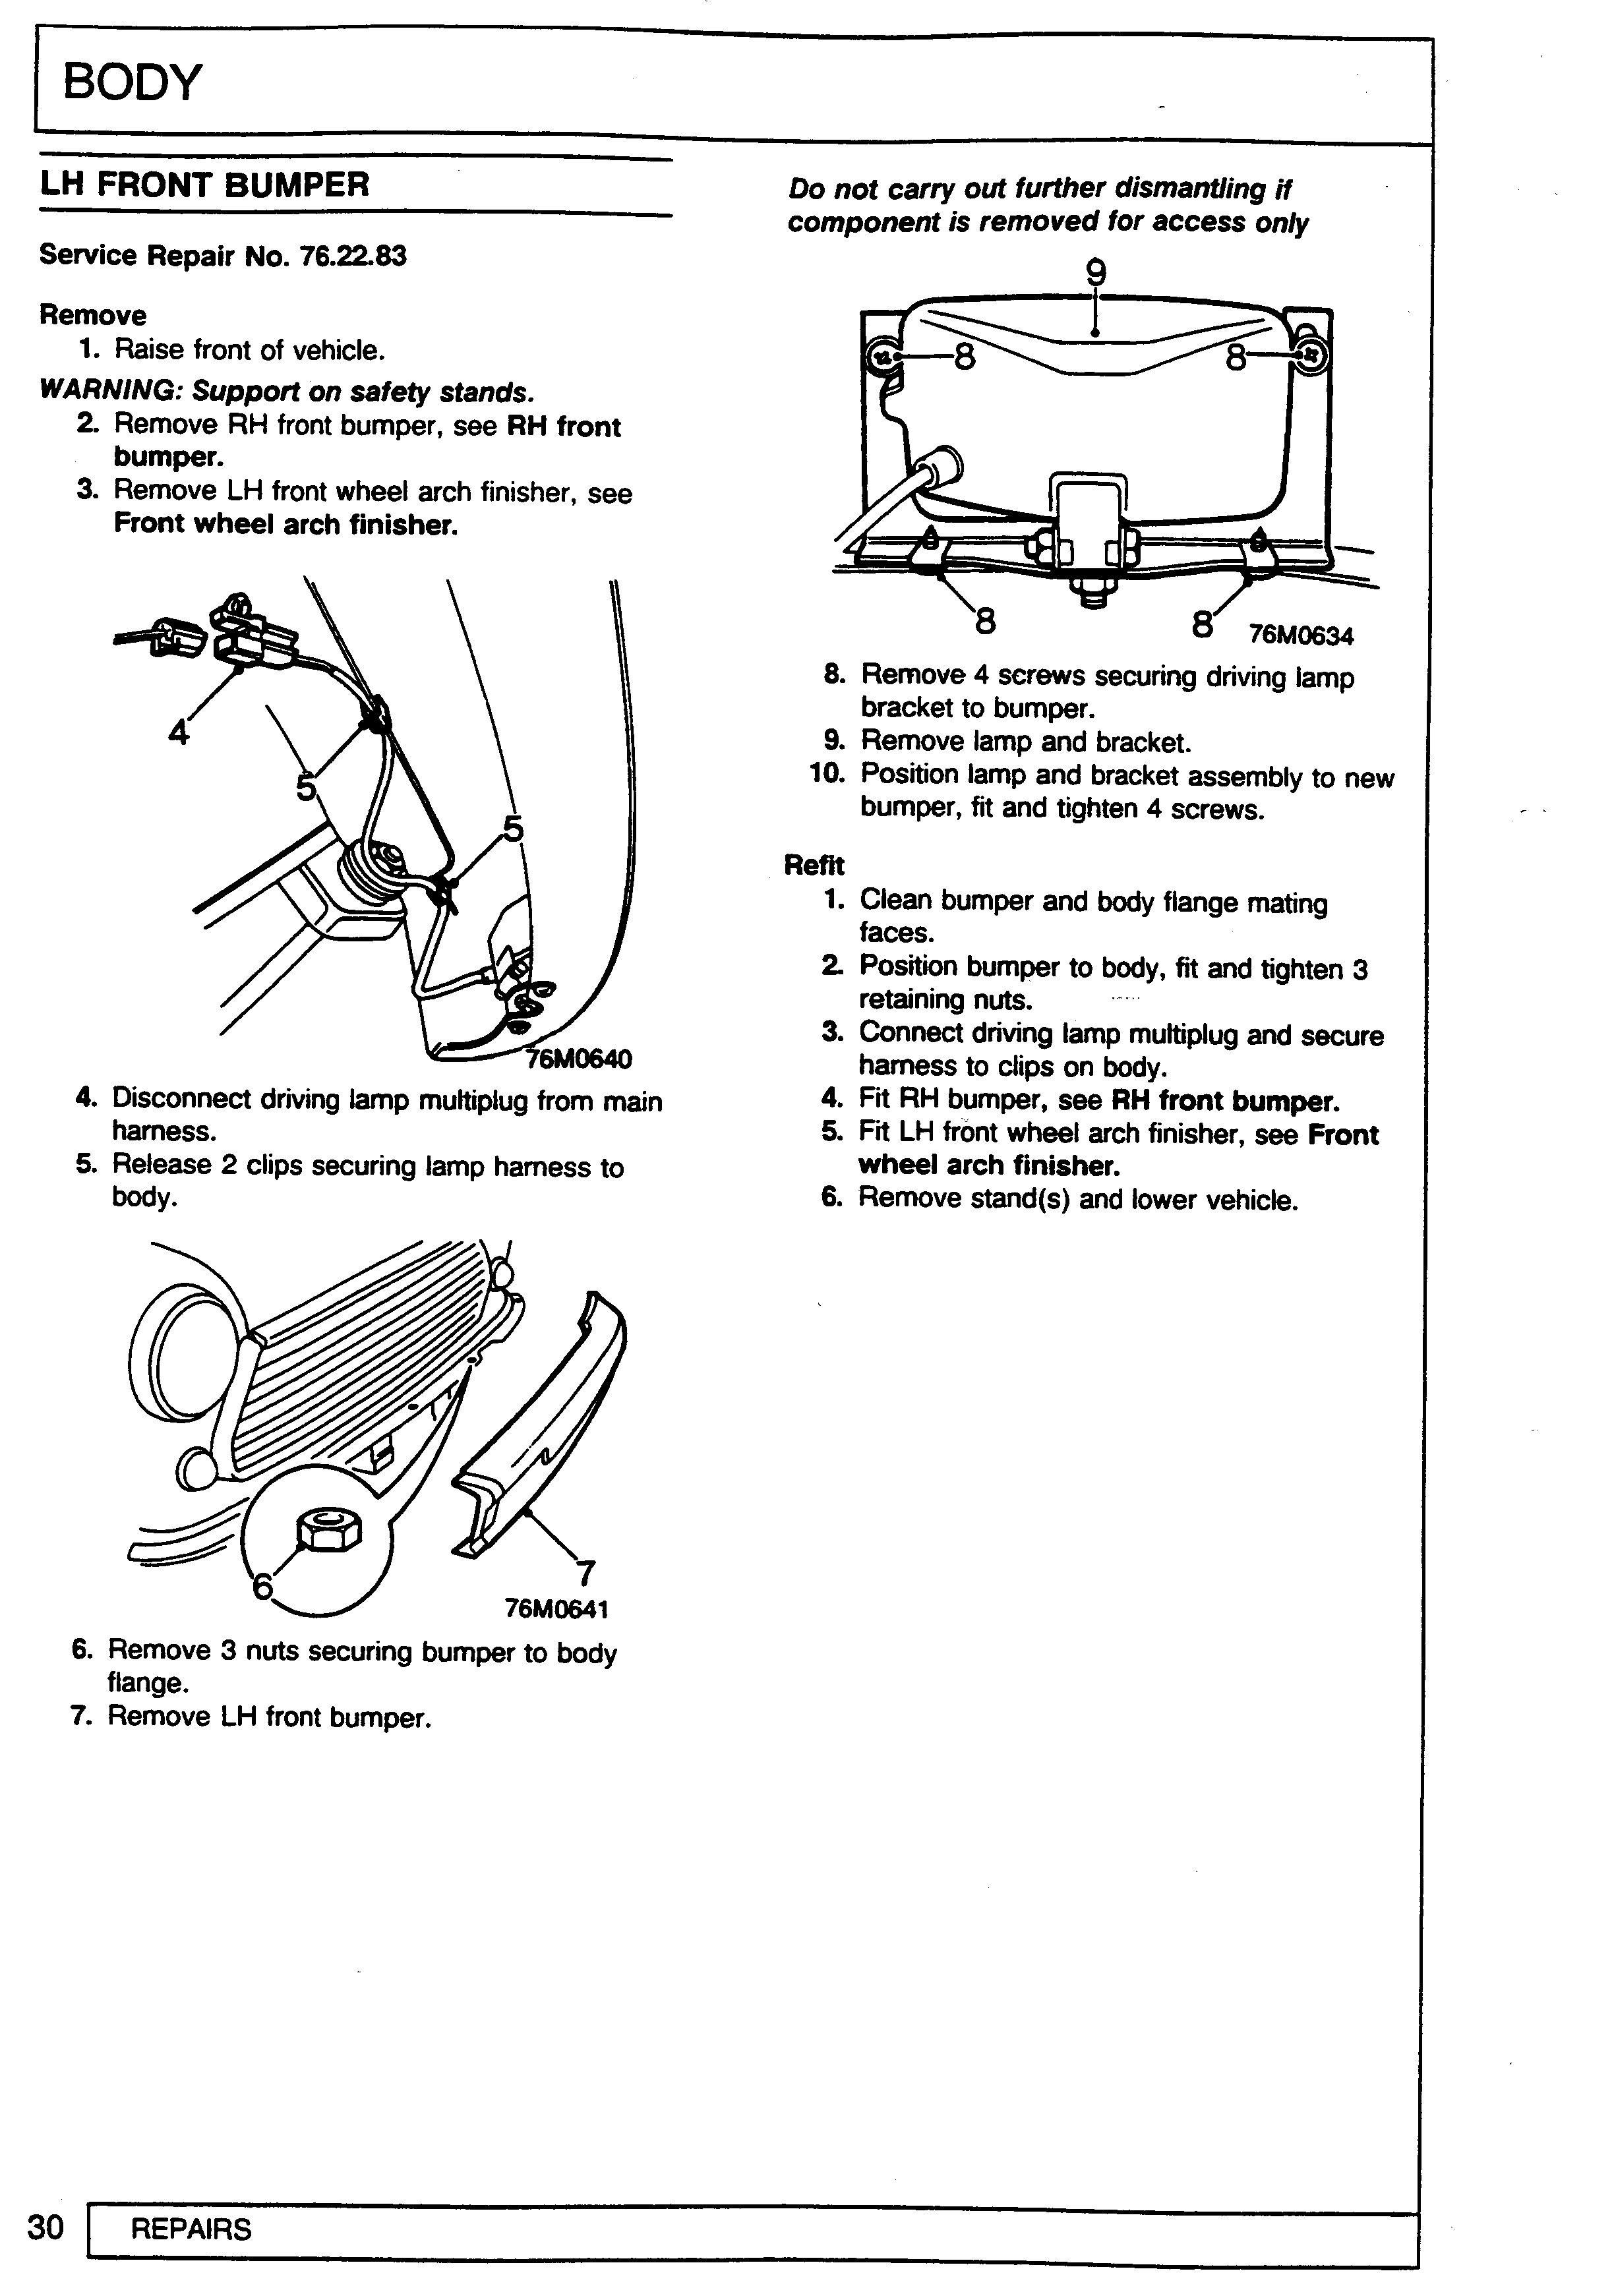 BODY
LH FRONT BUMPER
Service Repair No. 76.22.83
Remove
1. Raise front of vehicle.
WARNING: Support on safety stands.
2. Remove RH front bumper, see RH front
bumper.
3. Remove LH front wheel arch finisher, see
Front wheel arch finisher.
4
5
5
76M0640
4. Disconnect driving lamp multiplug from main
harness.
5. Release 2 clips securing lamp harness to
body.
6
7
76M0641
6. Remove 3 nuts securing bumper to body
flange.
7. Remove LH front bumper.
Do not carry out further dismantling if
component is removed for access only
9
8
8
8
8
76M0634
8. Remove 4 screws securing driving lamp
bracket to bumper.
9. Remove lamp and bracket.
10. Position lamp and bracket assembly to new
bumper, fit and tighten 4 screws.
Refit
1. Clean bumper and body flange mating
faces.
2. Position bumper to body, fit and tighten 3
retaining nuts.
3. Connect driving lamp multiplug and secure
harness to clips on body.
4. Fit RH bumper, see RH front bumper.
5. Fit LH front wheel arch finisher, see Front
wheel arch finisher.
6. Remove stand(s) and lower vehicle.
30
REPAIRS